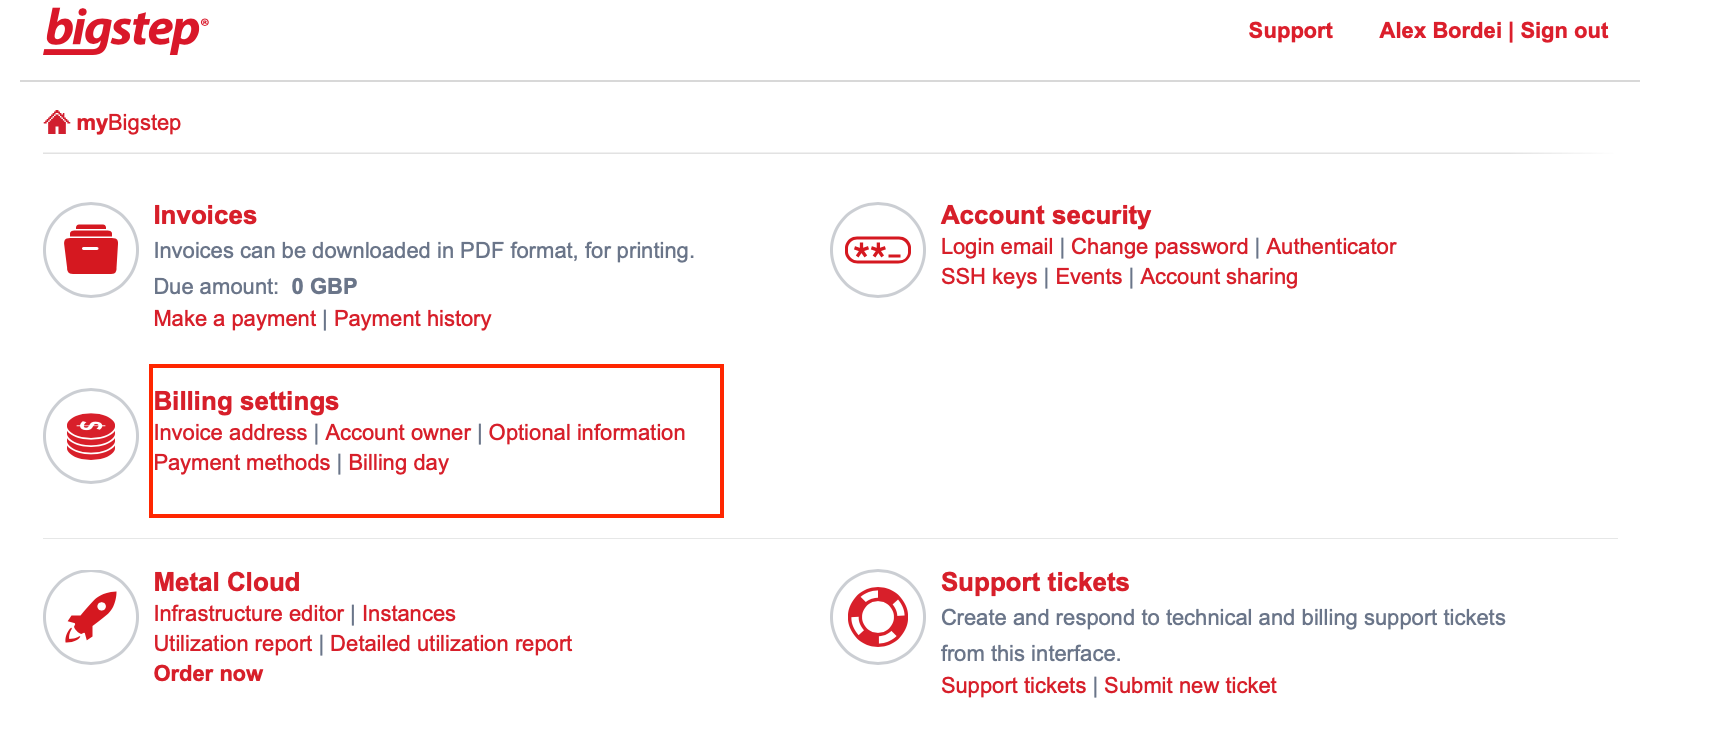 bigstep®
Support Alex Bordei | Sign out
myBigstep
Invoices
Invoices can be downloaded in PDF format, for printing.
Due amount: 0 GBP
Make a payment | Payment history
Account security
Login email | Change password | Authenticator
SSH keys | Events | Account sharing
**_
Billing settings
Invoice address | Account owner | Optional information
Payment methods | Billing day
$
Metal Cloud
Infrastructure editor | Instances
Utilization report | Detailed utilization report
Order now
Support tickets
Create and respond to technical and billing support tickets
from this interface.
Support tickets | Submit new ticket